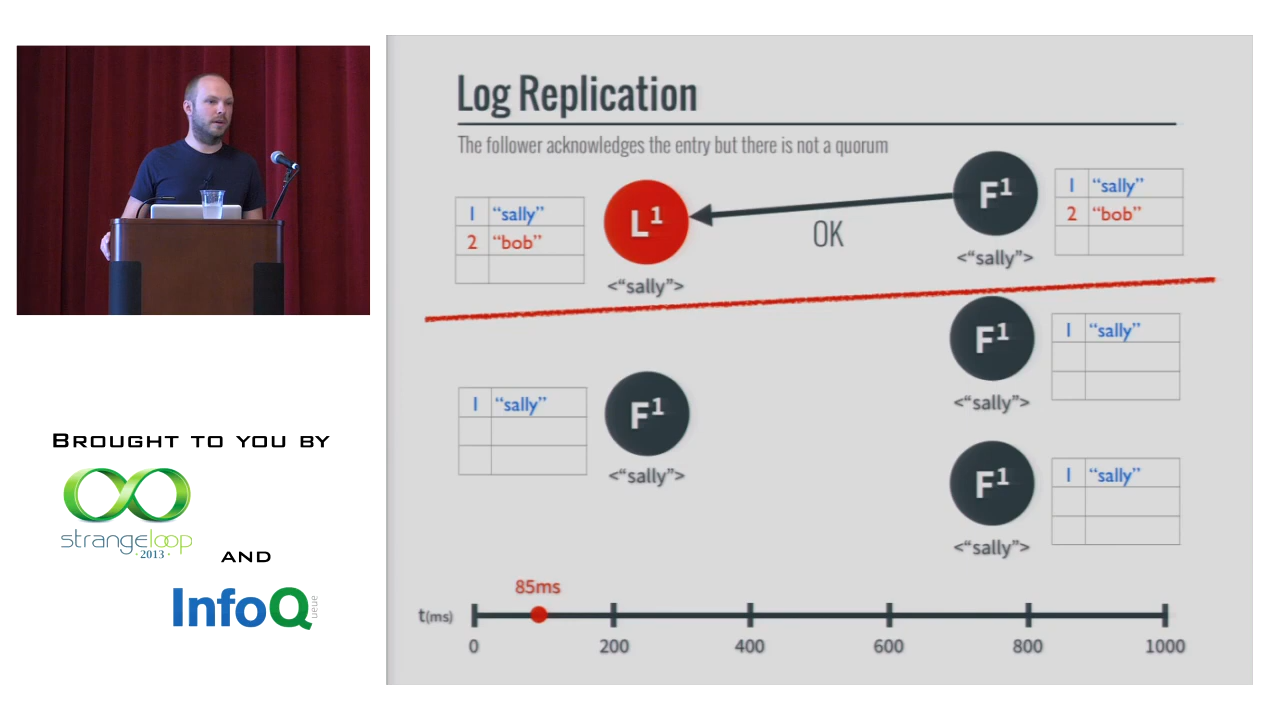 Log Replication
The follower acknowledges the entry but there is not a quorum
1 “sally”
2 “bob”
L¹
<“sally”>
OK
F¹
<“sally”>
1 “sally”
2 “bob”
F¹
<“sally”>
1 “sally”
1 “sally”
F¹
<“sally”>
F¹
<“sally”>
1 “sally”
85ms
t(ms)
0 200 400 600 800 1000
BROUGHT TO YOU BY
strangeloop
· 2013 ·
AND
InfoQ